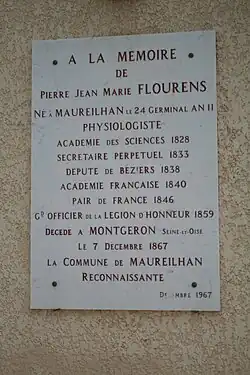 A LA MEMOIRE
DE
PIERRE JEAN MARIE FLOURENS
NE A MAUREILHAN LE 24 GERMINAL AN II
PHYSIOLOGISTE
ACADEMIE DES SCIENCES 1828
SECRETAIRE PERPETUEL 1833
DEPUTE DE BEZIERS 1838
ACADEMIE FRANÇAISE 1840
PAIR DE FRANCE 1846
GD OFFICIER DE LA LEGION D HONNEUR 1859
DECEDE A MONTGERON SEINE-ET-OISE
LE 7 DECEMBRE 1867
LA COMMUNE DE MAUREILHAN
RECONNAISSANTE
DECEMBRE 1967